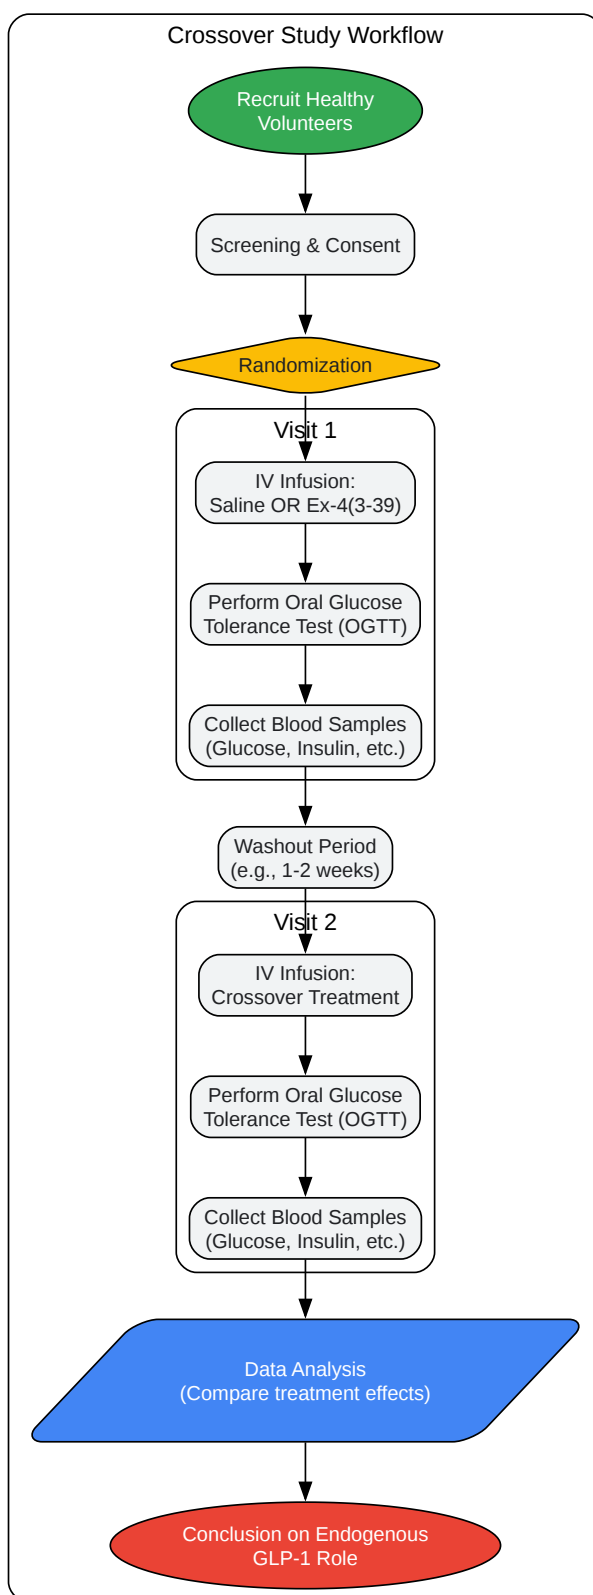 Crossover Study Workflow
Recruit Healthy
Volunteers
Screening & Consent
Randomization
Visit 1
IV Infusion:
Saline OR Ex-4(3-39)
Perform Oral Glucose
Tolerance Test (OGTT)
Collect Blood Samples
(Glucose, Insulin, etc.)
Washout Period
(e.g., 1-2 weeks)
Visit 2
IV Infusion:
Crossover Treatment
Perform Oral Glucose
Tolerance Test (OGTT)
Collect Blood Samples
(Glucose, Insulin, etc.)
Data Analysis
(Compare treatment effects)
Conclusion on Endogenous
GLP-1 Role